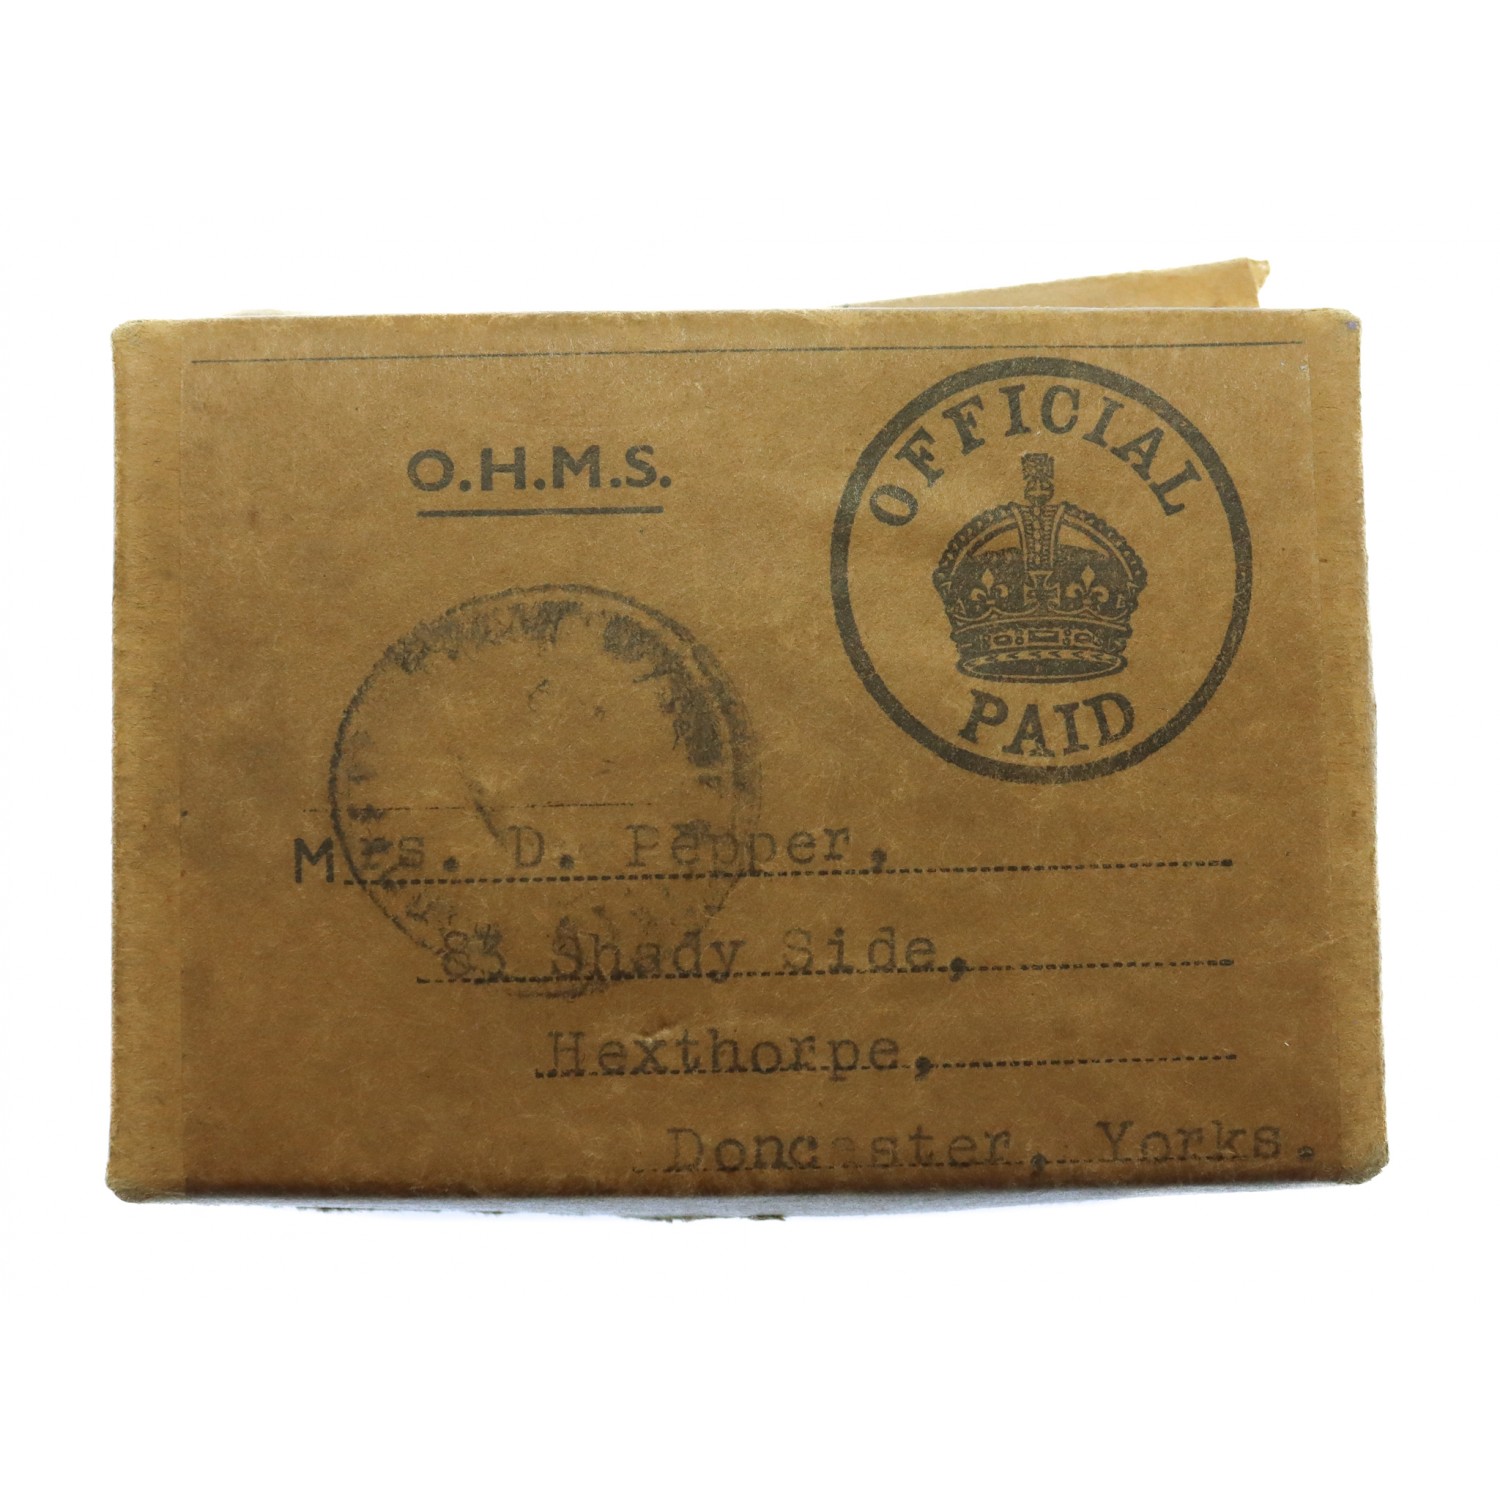 O.H.M.S.
OFFICIAL
PAID
Mrs. D. Pepper,
83 Shady Side,
Hexthorpe,
Doncaster, Yorks.